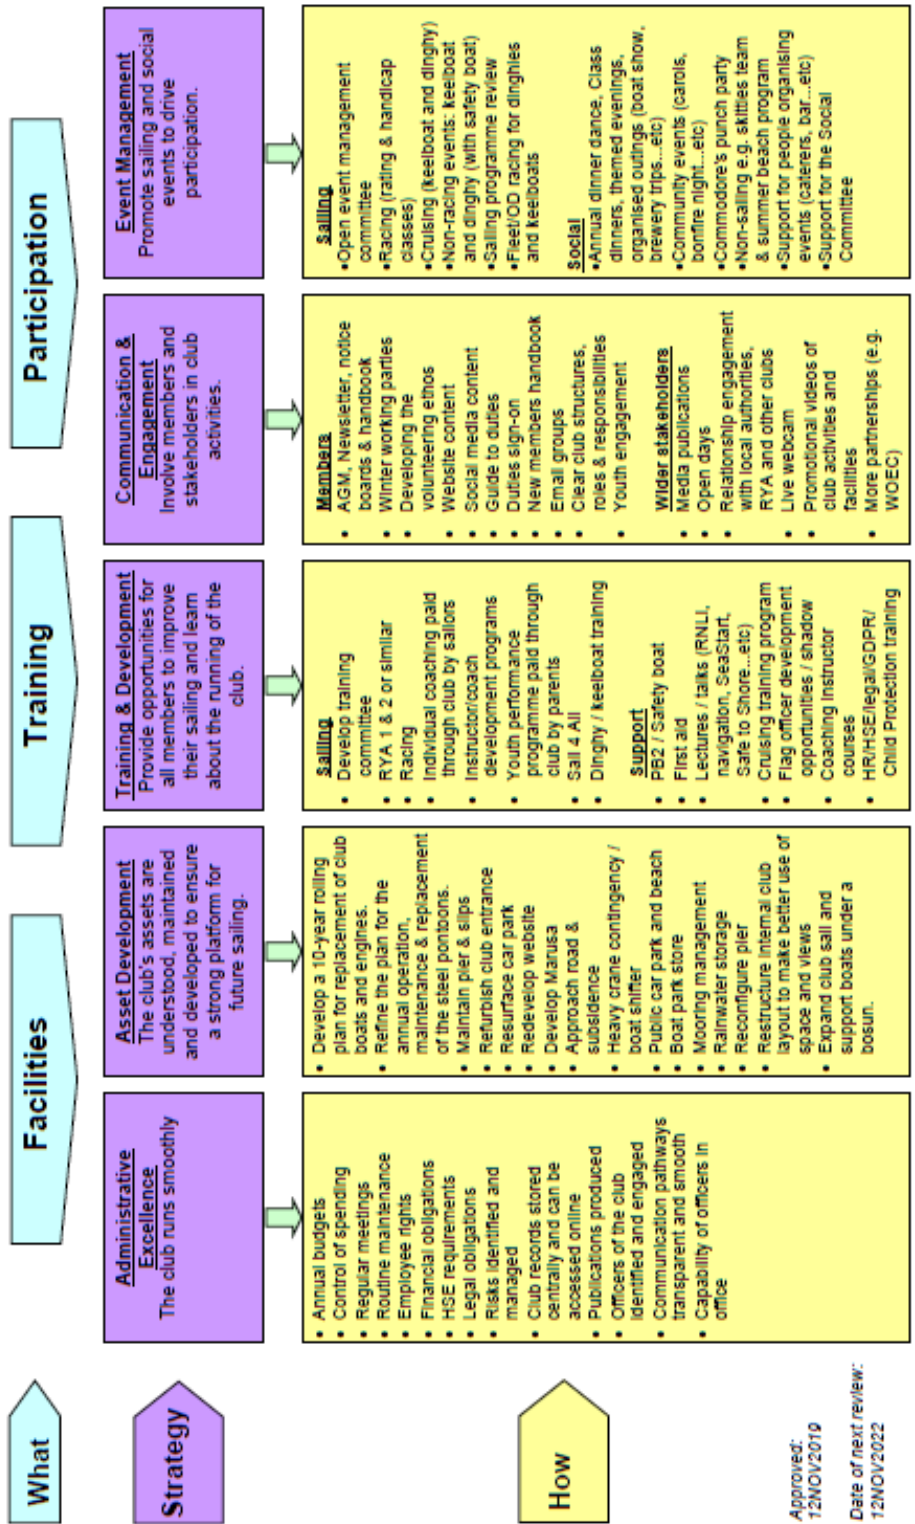 What
Facilities
Training
Participation
Strategy
Administrative
Excellence
The club runs smoothly
Asset Development
The club's assets are
understood, maintained
and developed to ensure
a strong platform for
future sailing.
Training & Development
Provide opportunities for
all members to improve
their sailing and learn
about the running of the
club.
Communication &
Engagement
Involve members and
stakeholders in club
activities.
Event Management
Promote sailing and social
events to drive
participation.
How
• Annual budgets
• Control of spending
• Regular meetings
• Routine maintenance
• Employee rights
• Financial obligations
• HSE requirements
• Legal obligations
• Risks identified and
managed
• Club records stored
centrally and can be
accessed online
• Publications produced
• Officers of the club
identified and engaged
• Communication pathways
transparent and smooth
• Capability of officers in
office
• Develop a 10-year rolling
plan for replacement of club
boats and engines..
• Refine the plan for the
annual operation,
maintenance & replacement
of the steel pontoons.
• Maintain pier & slips
• Refurbish club entrance
• Resurface car park
• Redevelop website
• Develop Marusa
• Approach road &
subsidence
• Heavy crane contingency /
boat shifter
• Public car park and beach
• Boat park store
• Mooring management
• Rainwater storage
• Reconfigure pier
• Restructure internal club
layout to make better use of
space and views
• Expand club sail and
support boats under a
bosun.
Sailing
• Develop training
committee
• RYA 1 & 2 or similar
• Racing
• Individual coaching paid
through club by sailors
• Instructor/coach
development programs
• Youth performance
programme paid through
club by parents
• Sail 4 All
• Dinghy / keelboat training
Support
• PB2 / Safety boat
• First aid
• Lectures / talks (RNLI,
navigation, SeaStart,
Safe to Shore...etc)
• Cruising training program
• Flag officer development
opportunities / shadow
• Coaching instructor
courses
• HR/HSE/legal/GDPR/
Child Protection training
Members
• AGM, Newsletter, notice
boards & handbook
• Winter working parties
• Developing the
volunteering ethos
• Website content
• Social media content
• Guide to duties
• Duties sign-on
• New members handbook
• Email groups
• Clear club structures,
roles & responsibilities
• Youth engagement
Wider stakeholders
• Media publications
• Open days
• Relationship engagement
with local authorities,
RYA and other clubs
• Live webcam
• Promotional videos of
club activities and
facilities
• More partnerships (e.g.
WOEC)
Sailing
•Open event management
committee
•Racing (rating & handicap
classes)
•Cruising (keelboat and dinghy)
•Non-racing events: keelboat
and dinghy (with safety boat)
•Sailing programme review
•Fleet/OD racing for dinghies
and keelboats
Social
•Annual dinner dance, Class
dinners, themed evenings,
organised outings (boat show,
brewery trips...etc)
•Community events (carols,
bonfire night...etc)
•Commodore's punch party
•Non-sailing e.g. skittles team
& summer beach program
•Support for people organising
events (caterers, bar...etc)
•Support for the Social
Committee
Approved:
12NOV2019
Date of next review:
12NOV2022